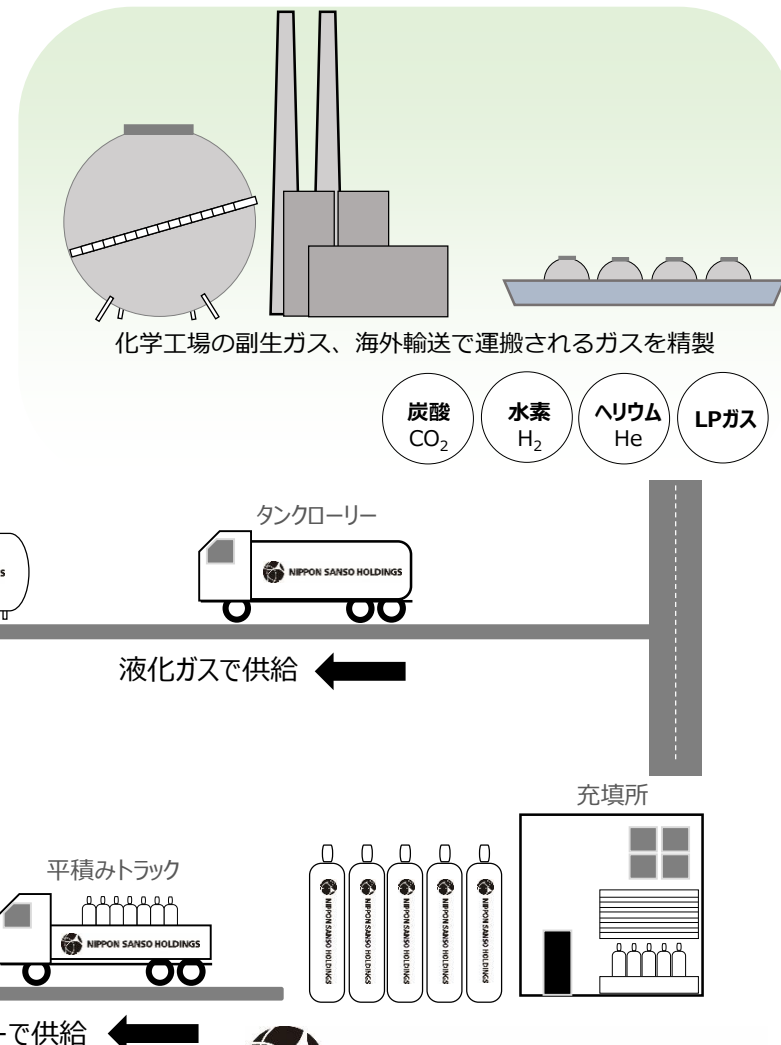 化学工場の副生ガス、海外輸送で運搬されるガスを精製
炭酸
CO₂
水素
H₂
ヘリウム
He
LPガス
タンクローリー
NIPPON SANSO HOLDINGS
s
液化ガスで供給
充填所
平積みトラック
NIPPON SANSO HOLDINGS
NIPPON SANSO HOLDINGS
NIPPON SANSO HOLDINGS
NIPPON SANSO HOLDINGS
NIPPON SANSO HOLDINGS
NIPPON SANSO HOLDINGS
ーで供給